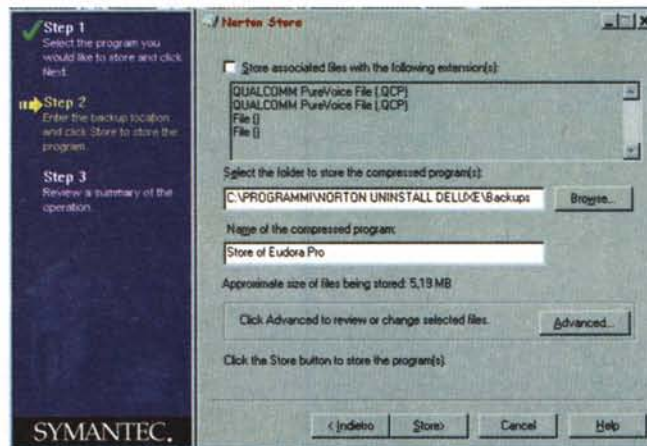 Step 1
Select the program you
would like to store and click
Next.
Step 2
Enter the backup location
and click Store to store the
program.
Step 3
Review a summary of the
operation.
SYMANTEC.
Norton Store
Store associated files with the following extension(s):
QUALCOMM PureVoice File (.QCP)
QUALCOMM PureVoice File (.QCP)
File ()
File ()
Select the folder to store the compressed program(s):
C:\PROGRAMMI\NORTON UNINSTALL DELUXE\Backups
Browse...
Name of the compressed program:
Store of Eudora Pro
Approximate size of files being stored: 5,19 MB
Click Advanced to review or change selected files.
Advanced...
Click the Store button to store the program(s).
< Indietro
Store>
Cancel
Help